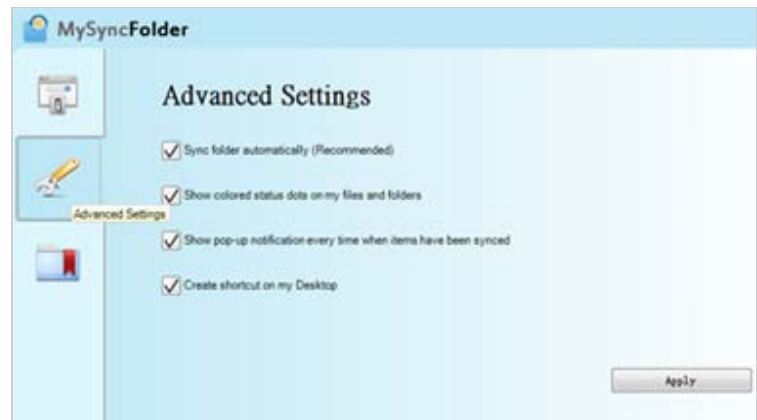 MySyncFolder
Advanced Settings
Sync folder automatically (Recommended)
Show colored status dots on my files and folders
Advanced Settings
Show pop-up notification every time when items have been synced
Create shortcut on my Desktop
Apply